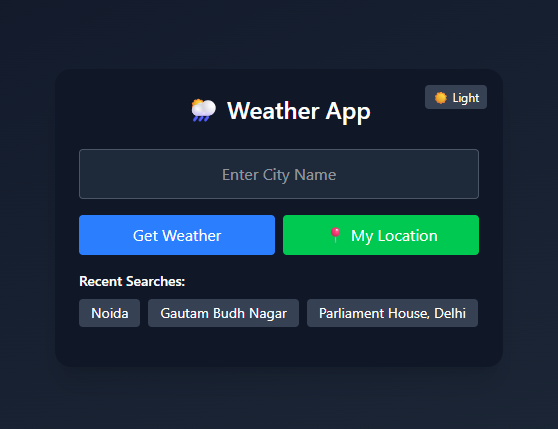 Light
Weather App
Enter City Name
Get Weather
My Location
Recent Searches:
Noida
Gautam Budh Nagar
Parliament House, Delhi